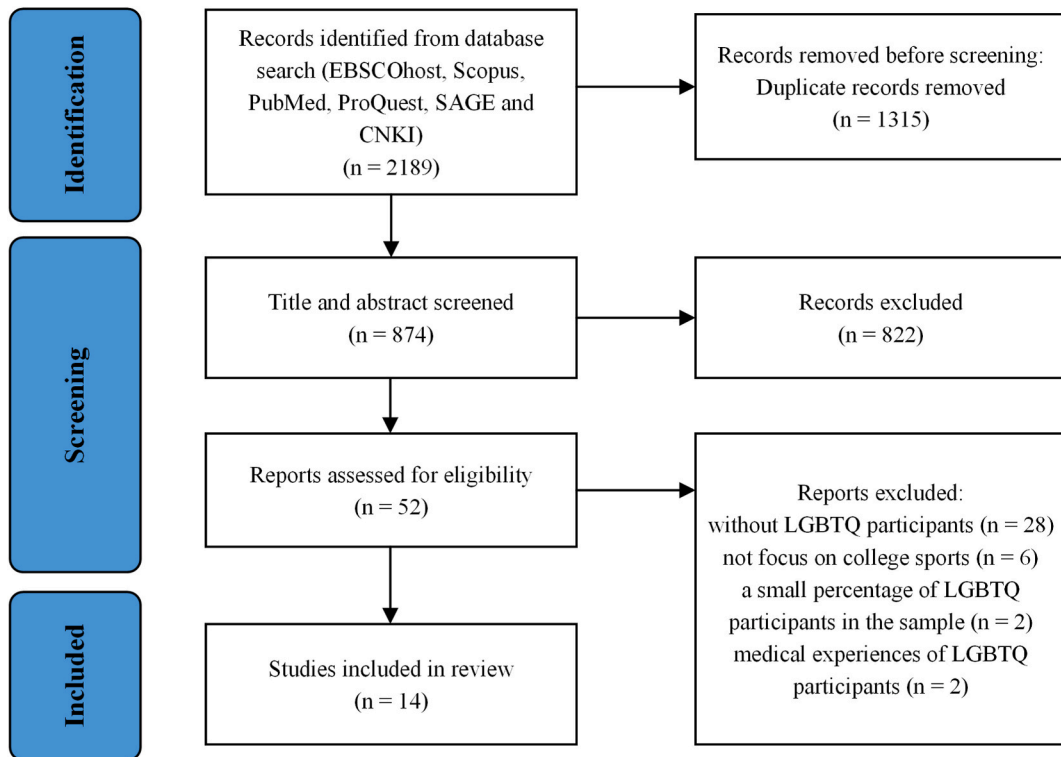 Identification
Records identified from database
search (EBSCOhost, Scopus,
PubMed, ProQuest, SAGE and
CNKI)
(n = 2189)
Records removed before screening:
Duplicate records removed
(n = 1315)
Screening
Title and abstract screened
(n = 874)
Records excluded
(n = 822)
Reports assessed for eligibility
(n = 52)
Reports excluded:
without LGBTQ participants (n = 28)
not focus on college sports (n = 6)
a small percentage of LGBTQ
participants in the sample (n = 2)
medical experiences of LGBTQ
participants (n = 2)
Included
Studies included in review
(n = 14)